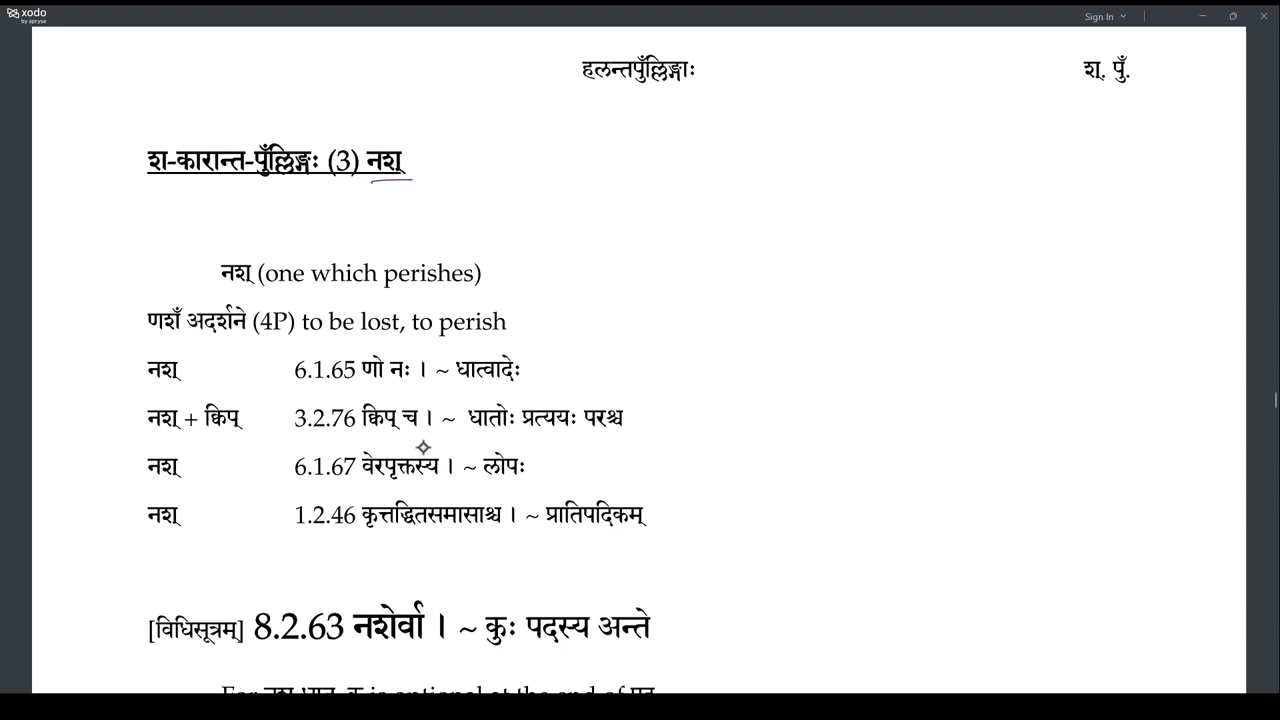 xodo
by apryse
Sign In
हलन्तपुँल्लिङ्गाः
श्. पुँ.
श-कारान्त-पुँल्लिङ्गः (3) नश्
नश् (one which perishes)
णशँ अदर्शने (4P) to be lost, to perish
नश् 6.1.65 णो नः । ~ धात्वादेः
नश् + क्विप् 3.2.76 क्विप् च । ~ धातोः प्रत्ययः परश्च
नश् 6.1.67 वेरपृक्तस्य । ~ लोपः
नश् 1.2.46 कृत्तद्धितसमासाश्च । ~ प्रातिपदिकम्
[विधिसूत्रम्] 8.2.63 नशेर्वा । ~ कुः पदस्य अन्ते